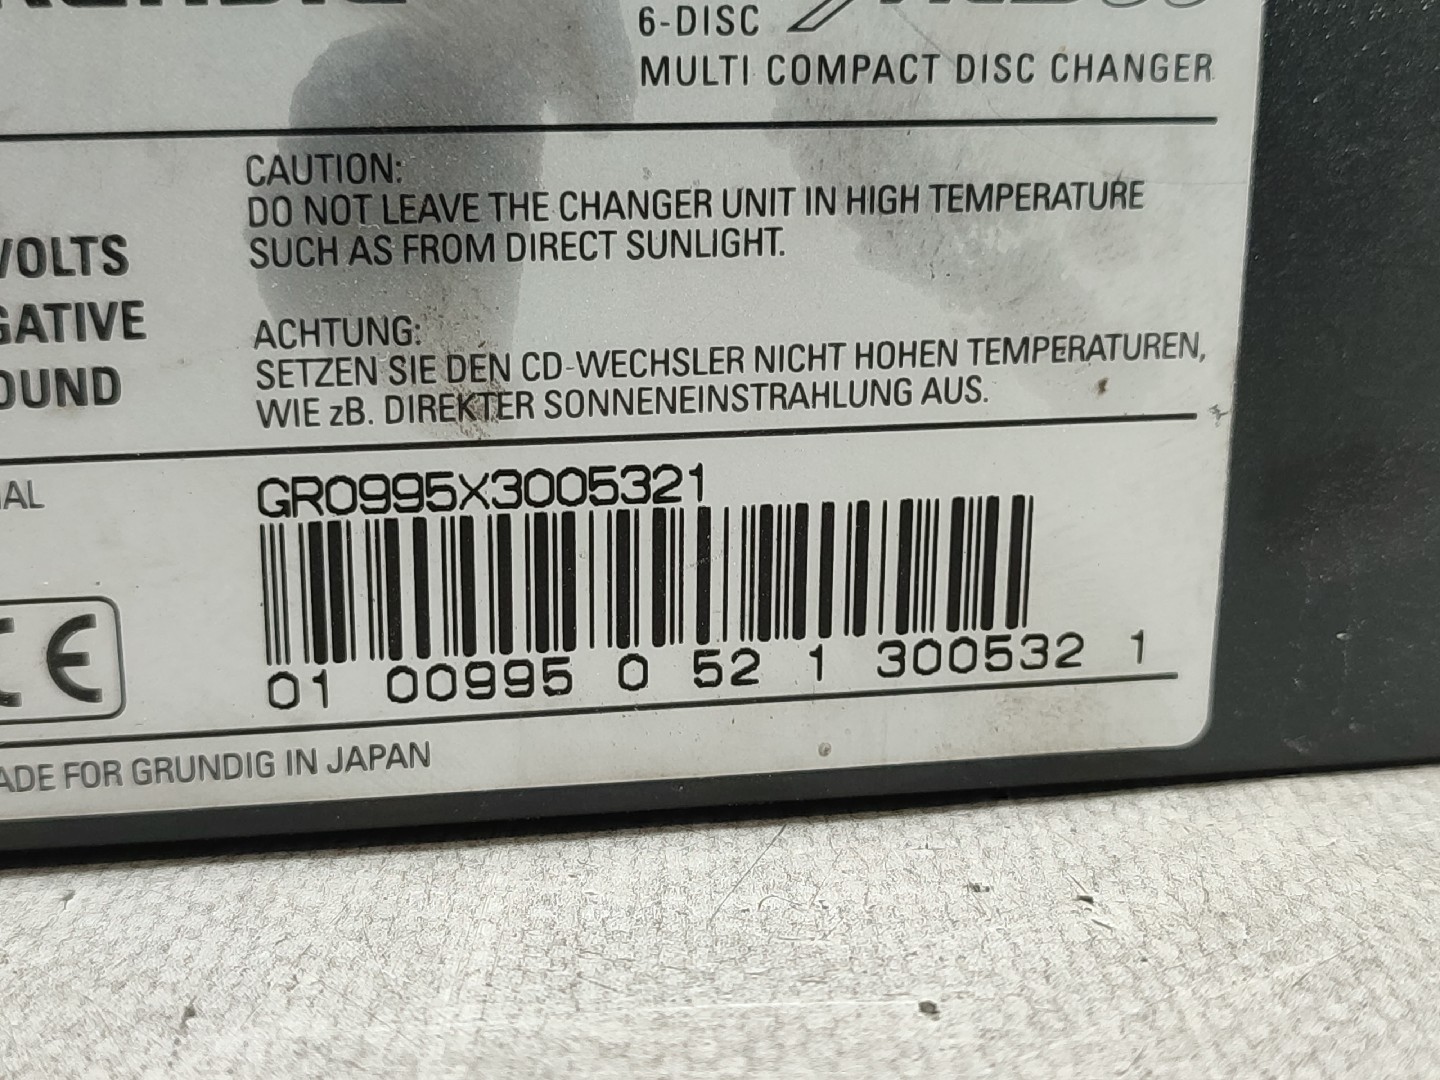 6-DISC
MULTI COMPACT DISC CHANGER
CAUTION:
DO NOT LEAVE THE CHANGER UNIT IN HIGH TEMPERATURE
SUCH AS FROM DIRECT SUNLIGHT.
VOLTS
GATIVE
OUND
ACHTUNG:
SETZEN SIE DEN CD-WECHSLER NICHT HOHEN TEMPERATUREN,
WIE zB. DIREKTER SONNENEINSTRAHLUNG AUS.
IAL
GR0995X3005321
01 00995 0 52 1 300532 1
CE
ADE FOR GRUNDIG IN JAPAN